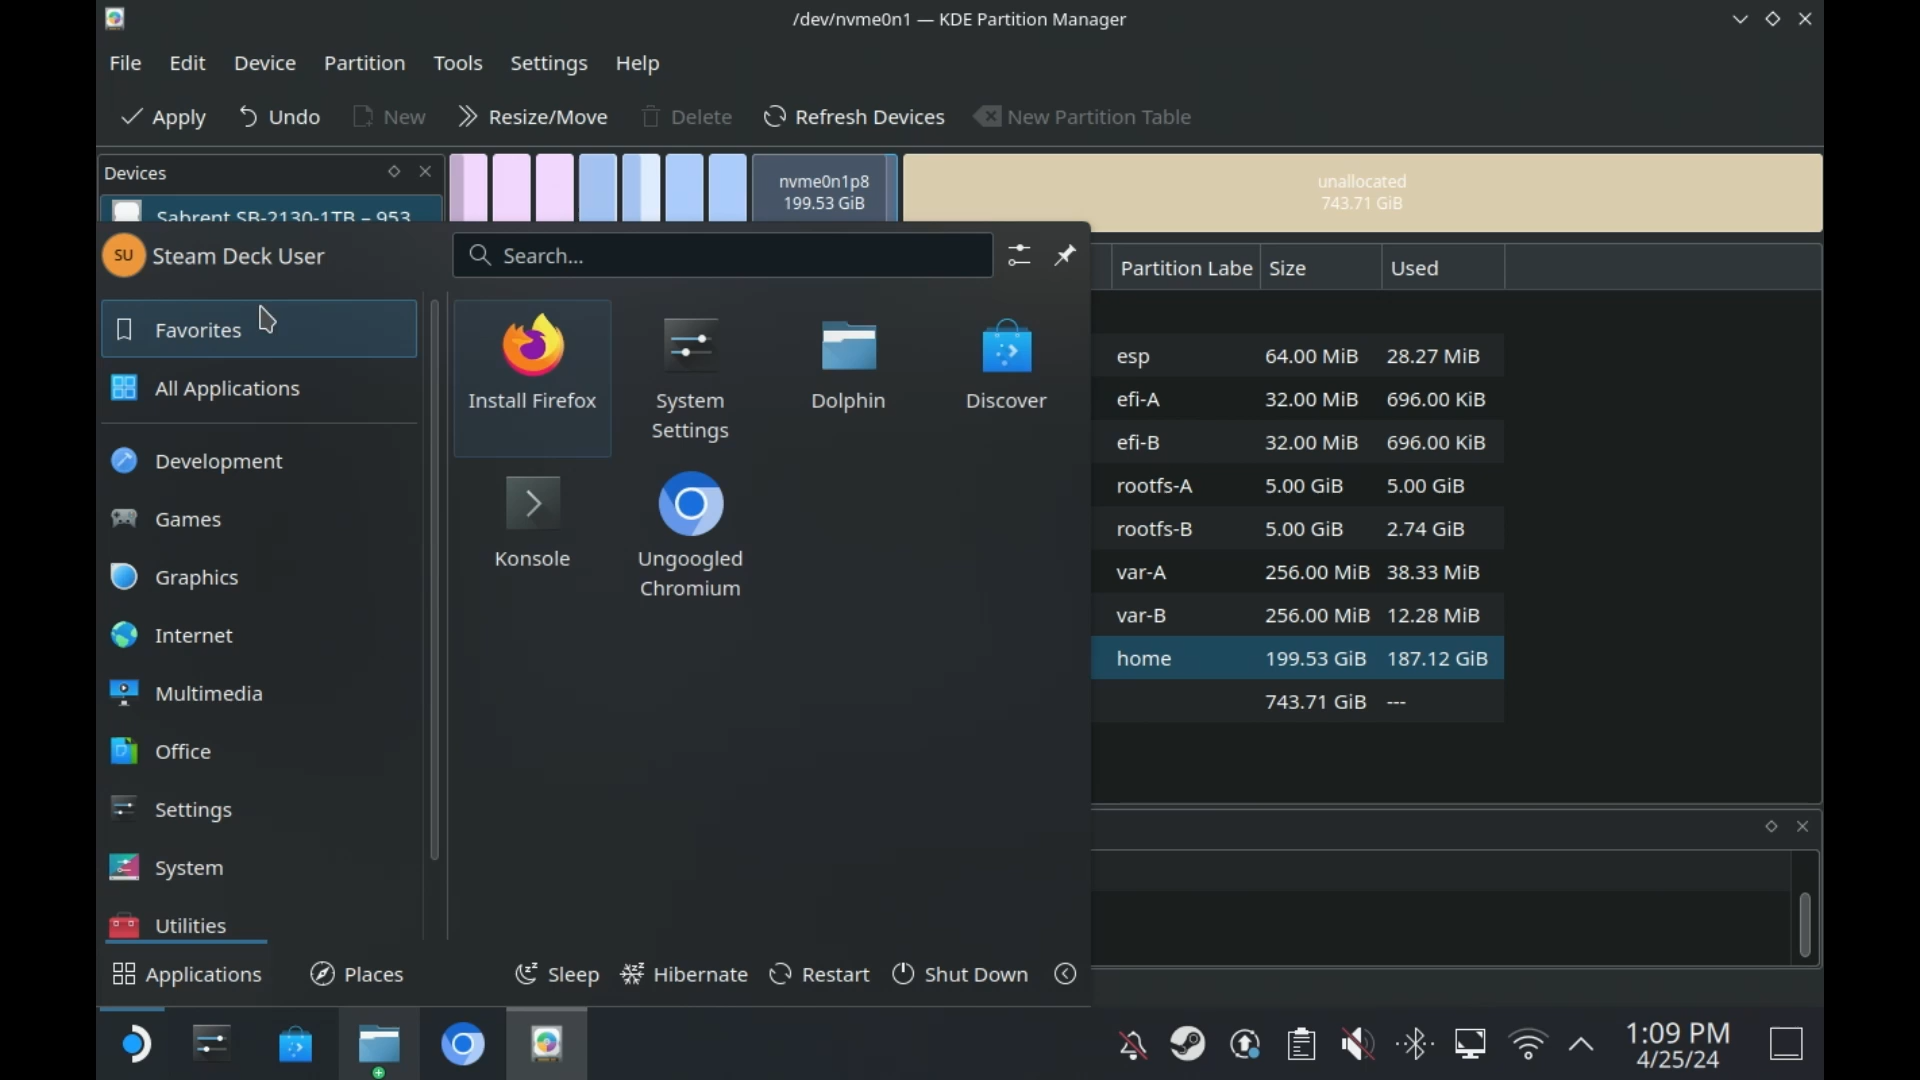 /dev/nvme0n1 — KDE Partition Manager
File Edit Device Partition Tools Settings Help
Apply Undo New Resize/Move Delete Refresh Devices New Partition Table
Devices
nvme0n1p8
199.53 GiB
unallocated
743.71 GiB
Sabrent SB-2130-1TB – 953
SU Steam Deck User
Search...
Partition Labe Size Used
Favorites
All Applications
Development
Games
Graphics
Internet
Multimedia
Office
Settings
System
Utilities
Install Firefox
System
Settings
Dolphin
Discover
Konsole
Ungoogled
Chromium
esp 64.00 MiB 28.27 MiB
efi-A 32.00 MiB 696.00 KiB
efi-B 32.00 MiB 696.00 KiB
rootfs-A 5.00 GiB 5.00 GiB
rootfs-B 5.00 GiB 2.74 GiB
var-A 256.00 MiB 38.33 MiB
var-B 256.00 MiB 12.28 MiB
home 199.53 GiB 187.12 GiB
743.71 GiB ---
Applications Places Sleep Hibernate Restart Shut Down
1:09 PM
4/25/24